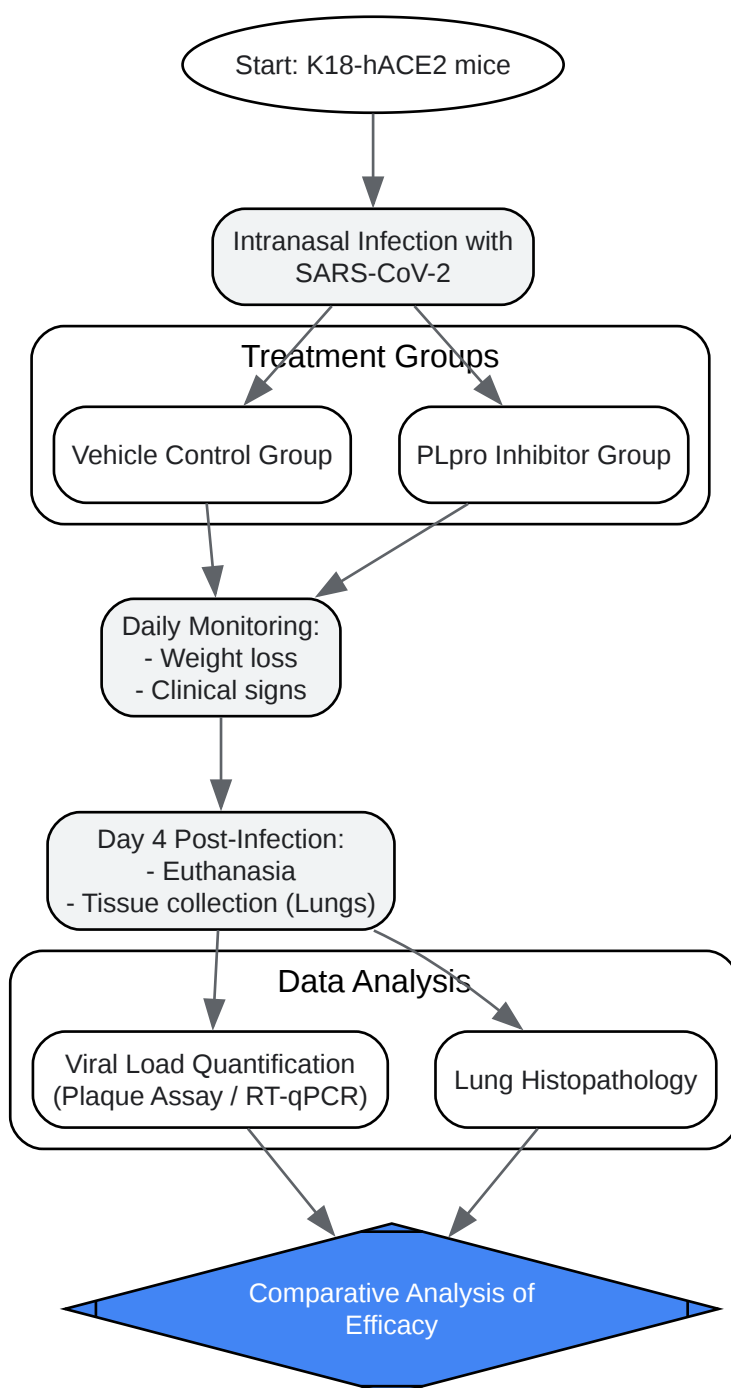 Start: K18-hACE2 mice
Intranasal Infection with
SARS-CoV-2
Treatment Groups
Vehicle Control Group
PLpro Inhibitor Group
Daily Monitoring:
- Weight loss
- Clinical signs
Day 4 Post-Infection:
- Euthanasia
- Tissue collection (Lungs)
Data Analysis
Viral Load Quantification
(Plaque Assay / RT-qPCR)
Lung Histopathology
Comparative Analysis of
Efficacy